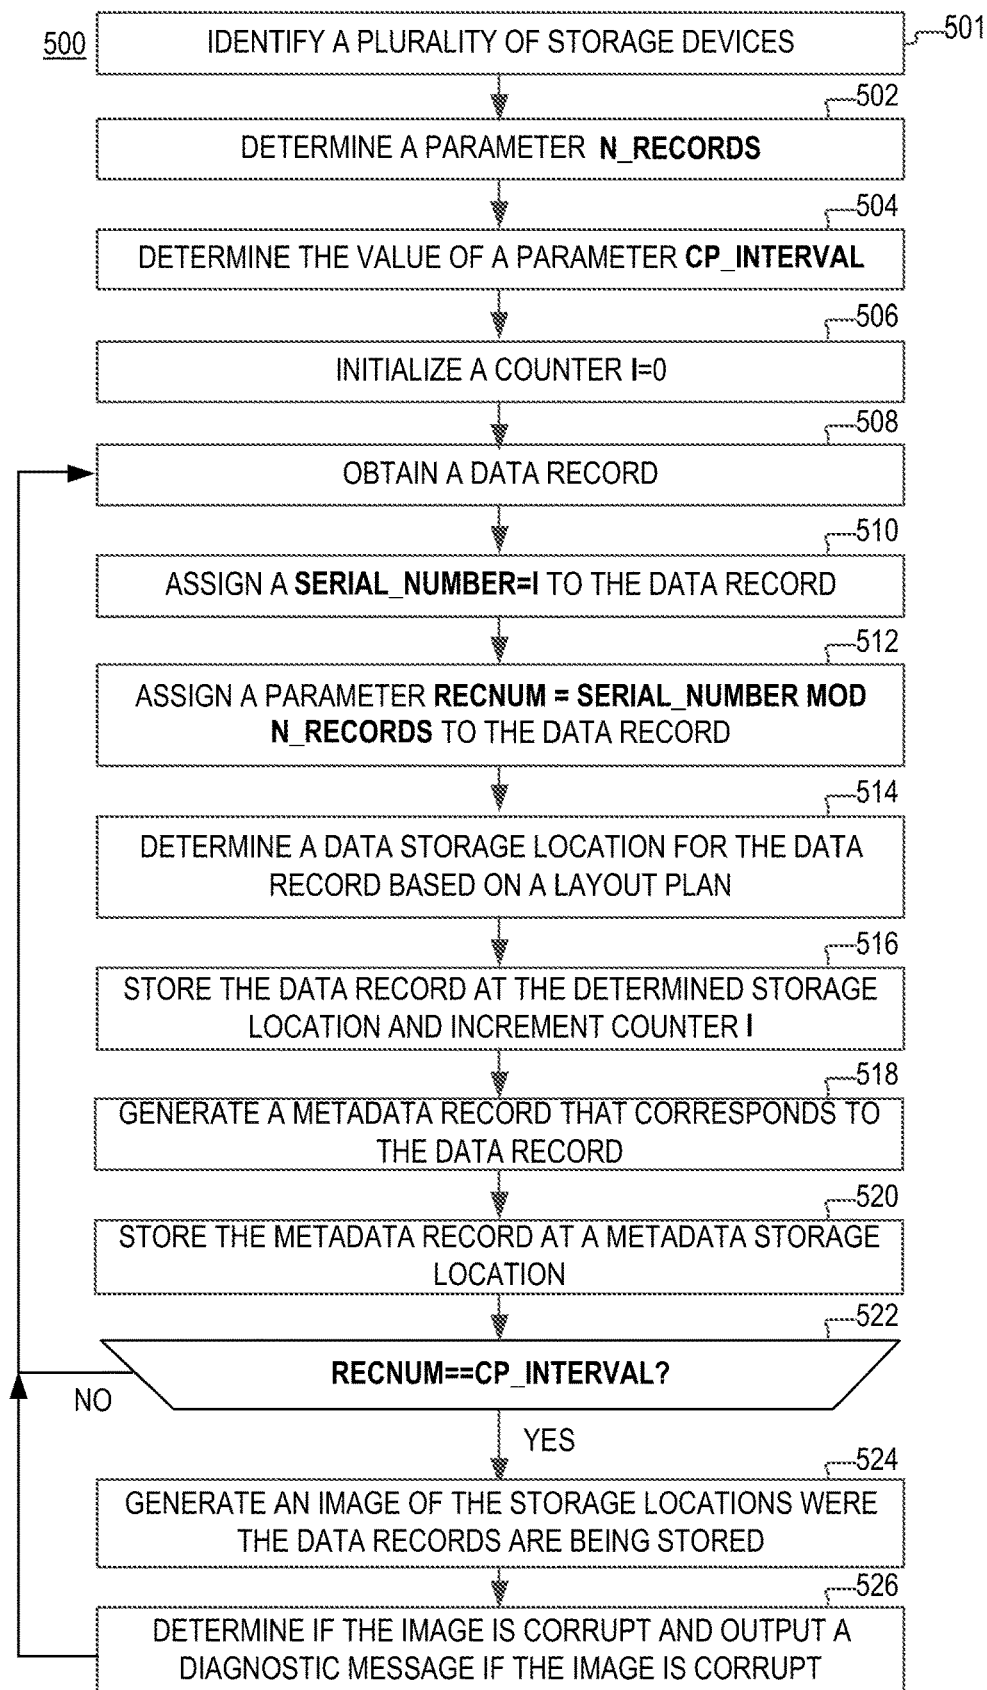 500
IDENTIFY A PLURALITY OF STORAGE DEVICES
501
502
DETERMINE A PARAMETER N_RECORDS
504
DETERMINE THE VALUE OF A PARAMETER CP_INTERVAL
506
INITIALIZE A COUNTER I=0
508
OBTAIN A DATA RECORD
510
ASSIGN A SERIAL_NUMBER=I TO THE DATA RECORD
512
ASSIGN A PARAMETER RECNUM = SERIAL_NUMBER MOD
N_RECORDS TO THE DATA RECORD
514
DETERMINE A DATA STORAGE LOCATION FOR THE DATA
RECORD BASED ON A LAYOUT PLAN
516
STORE THE DATA RECORD AT THE DETERMINED STORAGE
LOCATION AND INCREMENT COUNTER I
518
GENERATE A METADATA RECORD THAT CORRESPONDS TO
THE DATA RECORD
520
STORE THE METADATA RECORD AT A METADATA STORAGE
LOCATION
522
RECNUM==CP_INTERVAL?
NO
YES
524
GENERATE AN IMAGE OF THE STORAGE LOCATIONS WERE
THE DATA RECORDS ARE BEING STORED
526
DETERMINE IF THE IMAGE IS CORRUPT AND OUTPUT A
DIAGNOSTIC MESSAGE IF THE IMAGE IS CORRUPT